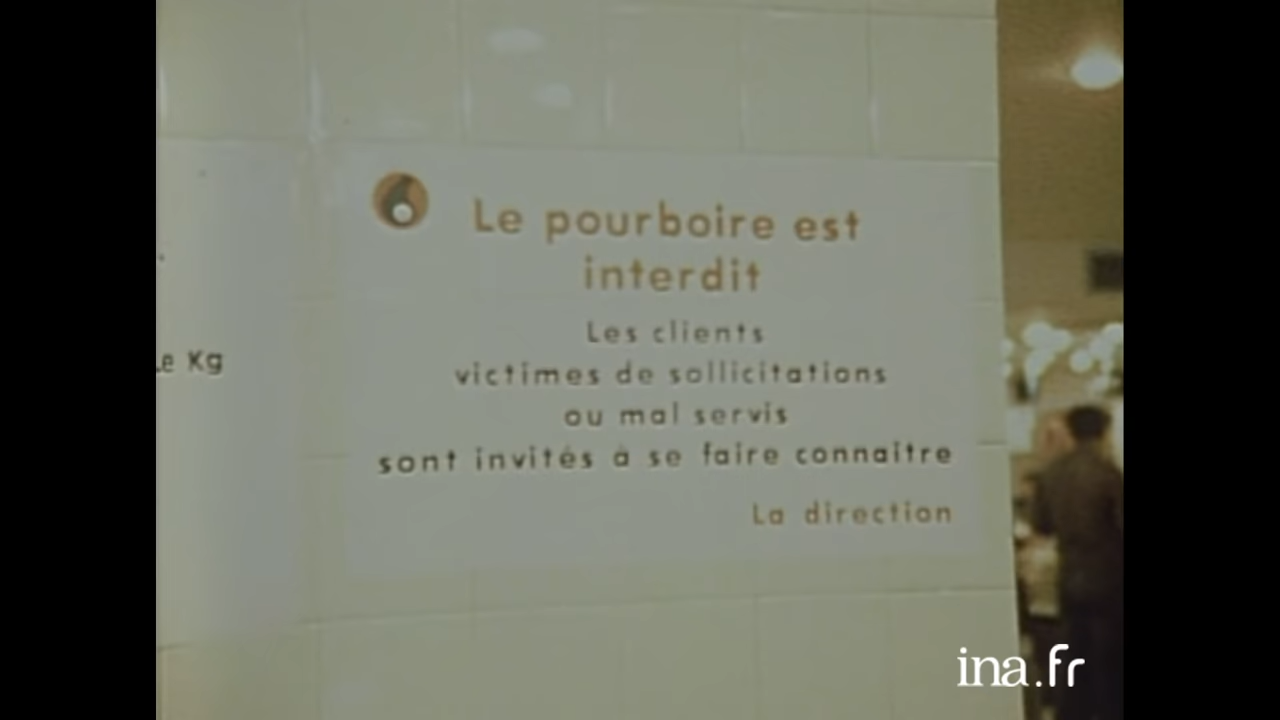 Le pourboire est
interdit
Les clients
victimes de sollicitations
ou mal servis
sont invités à se faire connaître
La direction
Le Kg
ina.fr